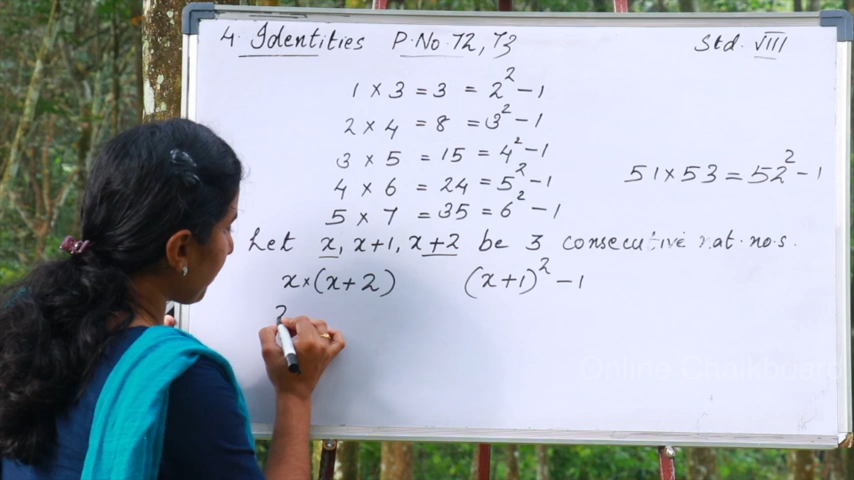 4. Identities P.No.72,73 Std. VIII
1 × 3 = 3 = 2² - 1
2 × 4 = 8 = 3² - 1
3 × 5 = 15 = 4² - 1
4 × 6 = 24 = 5² - 1
5 × 7 = 35 = 6² - 1
51 × 53 = 52² - 1
Let x, x+1, x+2 be 3 consecutive nat. nos.
x×(x+2) (x+1)² - 1
Online Chalkboard